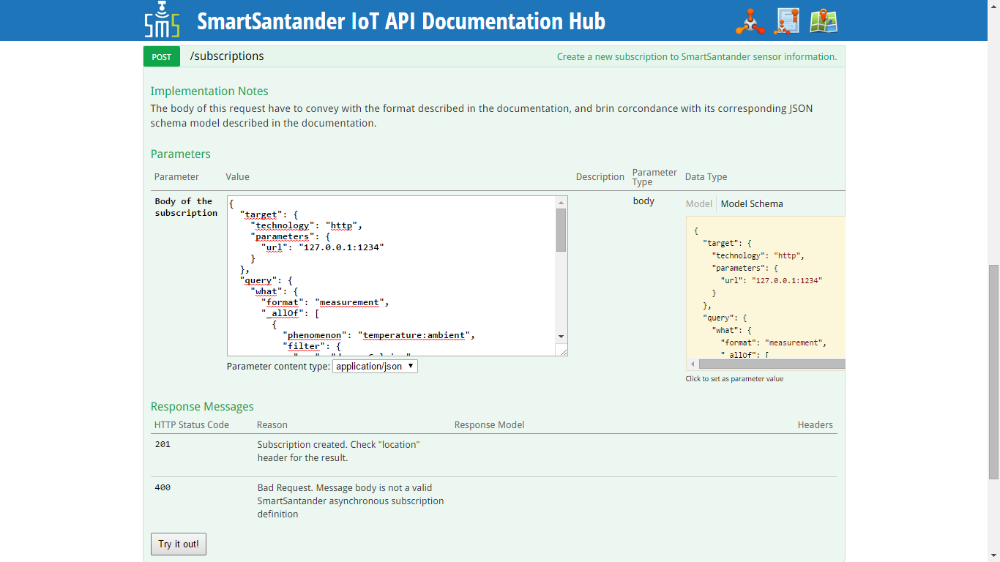 SMS SmartSantander IoT API Documentation Hub
POST /subscriptions Create a new subscription to SmartSantander sensor information.
Implementation Notes
The body of this request have to convey with the format described in the documentation, and brin corcondance with its corresponding JSON
schema model described in the documentation.
Parameters
Parameter Value Description Parameter Type Data Type
Body of the
subscription
{
"target": {
"technology": "http",
"parameters": {
"url": "127.0.0.1:1234"
}
},
"query": {
"what": {
"format": "measurement",
"_allOf": [
{
"phenomenon": "temperature:ambient",
"filter": {
Parameter content type: application/json
body
Model Model Schema
{
"target": {
"technology": "http",
"parameters": {
"url": "127.0.0.1:1234"
}
},
"query": {
"what": {
"format": "measurement",
"_allOf": [
Click to set as parameter value
Response Messages
HTTP Status Code Reason Response Model Headers
201 Subscription created. Check "location"
header for the result.
400 Bad Request. Message body is not a valid
SmartSantander asynchronous subscription
definition
Try it out!